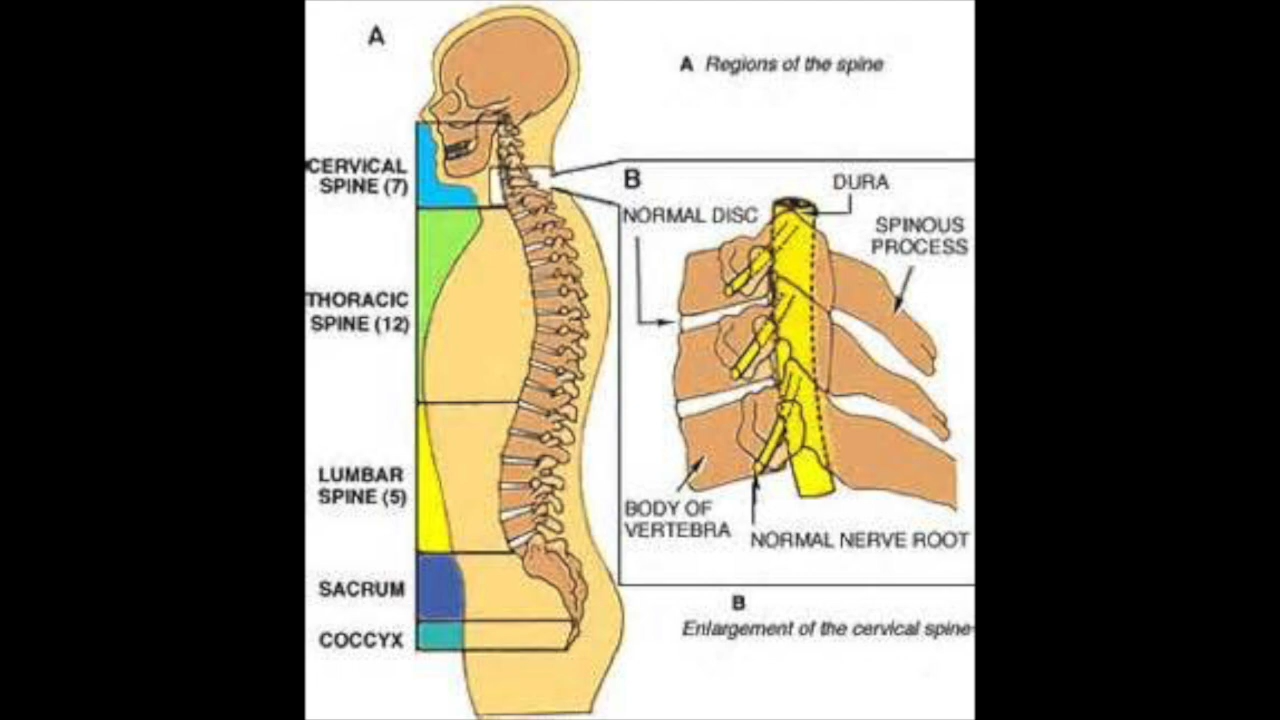 A
A Regions of the spine
CERVICAL
SPINE (7)
THORACIC
SPINE (12)
LUMBAR
SPINE (5)
SACRUM
COCCYX
B
DURA
NORMAL DISC
SPINOUS
PROCESS
BODY OF
VERTEBRA
NORMAL NERVE ROOT
B
Enlargement of the cervical spine